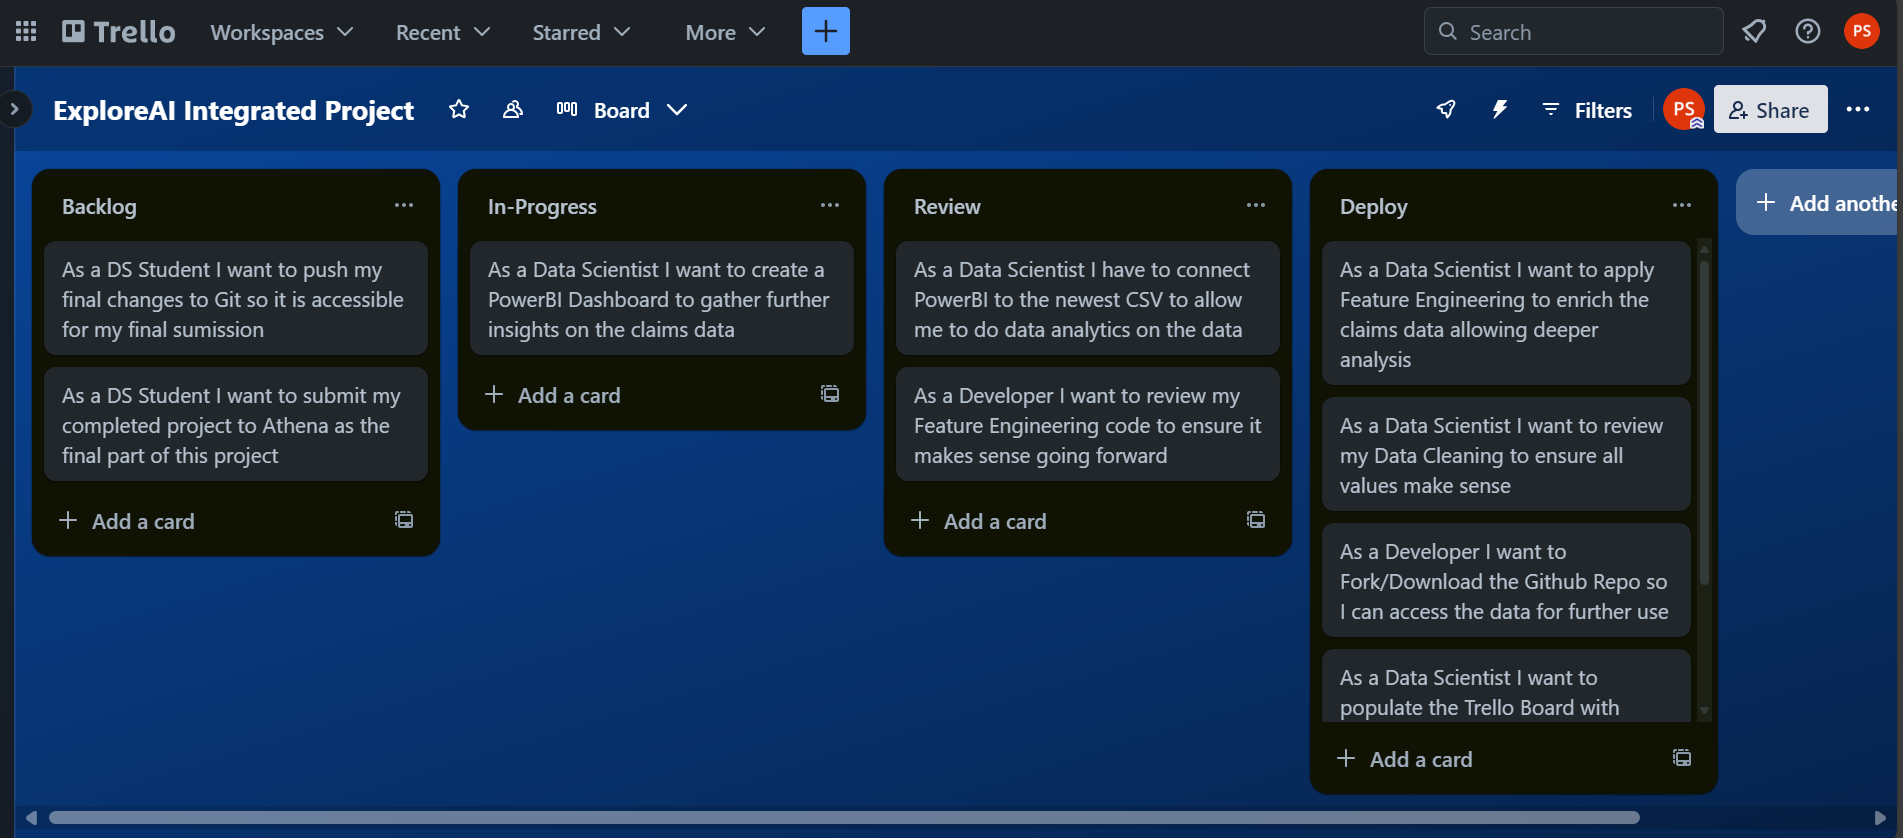 Trello
Workspaces
Recent
Starred
More
Search
PS
ExploreAI Integrated Project
Board
Filters
PS
Share
Backlog
As a DS Student I want to push my
final changes to Git so it is accessible
for my final sumission
As a DS Student I want to submit my
completed project to Athena as the
final part of this project
Add a card
In-Progress
As a Data Scientist I want to create a
PowerBI Dashboard to gather further
insights on the claims data
Add a card
Review
As a Data Scientist I have to connect
PowerBI to the newest CSV to allow
me to do data analytics on the data
As a Developer I want to review my
Feature Engineering code to ensure it
makes sense going forward
Add a card
Deploy
As a Data Scientist I want to apply
Feature Engineering to enrich the
claims data allowing deeper
analysis
As a Data Scientist I want to review
my Data Cleaning to ensure all
values make sense
As a Developer I want to
Fork/Download the Github Repo so
I can access the data for further use
As a Data Scientist I want to
populate the Trello Board with
Add a card
Add anothe